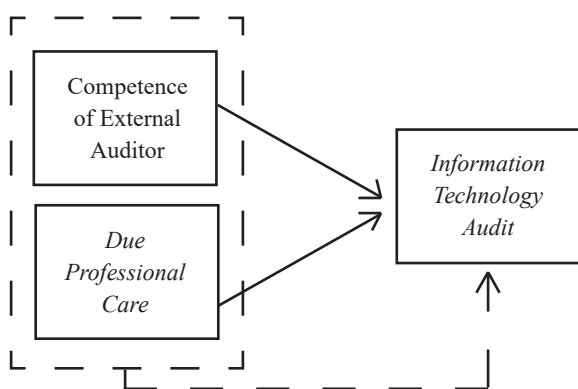 Competence
of External
Auditor
Due
Professional
Care
Information
Technology
Audit